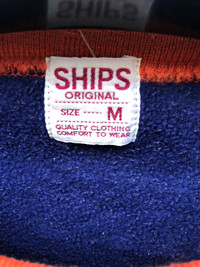 SHIPS
ORIGINAL
SIZE ----- M
QUALITY CLOTHING
COMFORT TO WEAR